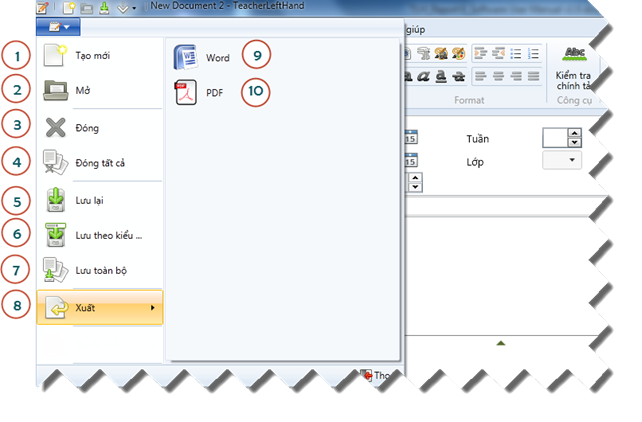 New Document 2 - TeacherLeftHand
giúp
1 Tạo mới
2 Mở
3 Đóng
4 Đóng tất cả
5 Lưu lại
6 Lưu theo kiểu ...
7 Lưu toàn bộ
8 Xuất
Word 9
PDF 10
Abc
Kiểm tra
chính tả
Format
Công cụ
15 Tuần
15 Lớp